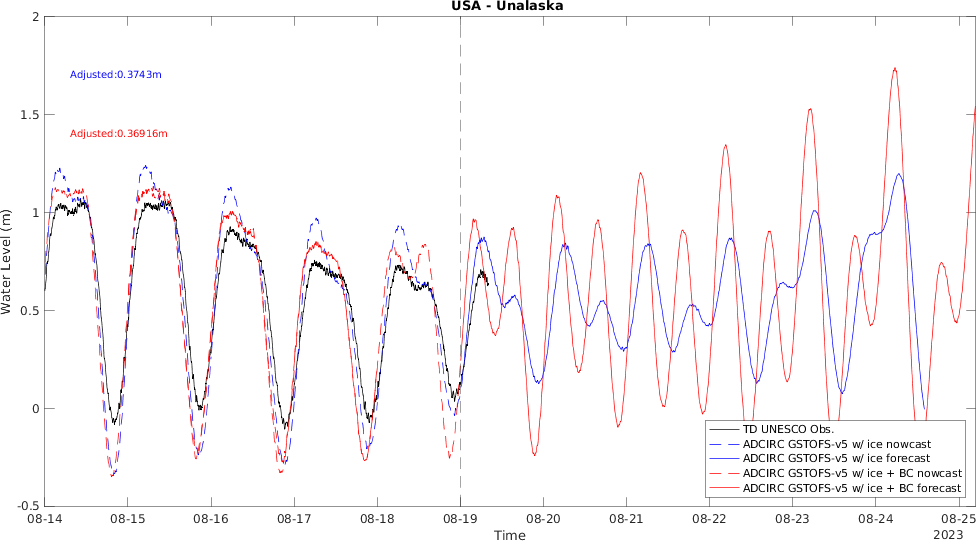 USA - Unalaska
2
1.5
1
0.5
0
-0.5
Water Level (m)
Adjusted:0.3743m
Adjusted:0.36916m
TD UNESCO Obs.
ADCIRC GSTOFS-v5 w/ ice nowcast
ADCIRC GSTOFS-v5 w/ ice forecast
ADCIRC GSTOFS-v5 w/ ice + BC nowcast
ADCIRC GSTOFS-v5 w/ ice + BC forecast
08-14 08-15 08-16 08-17 08-18 08-19 08-20 08-21 08-22 08-23 08-24 08-25
Time
2023